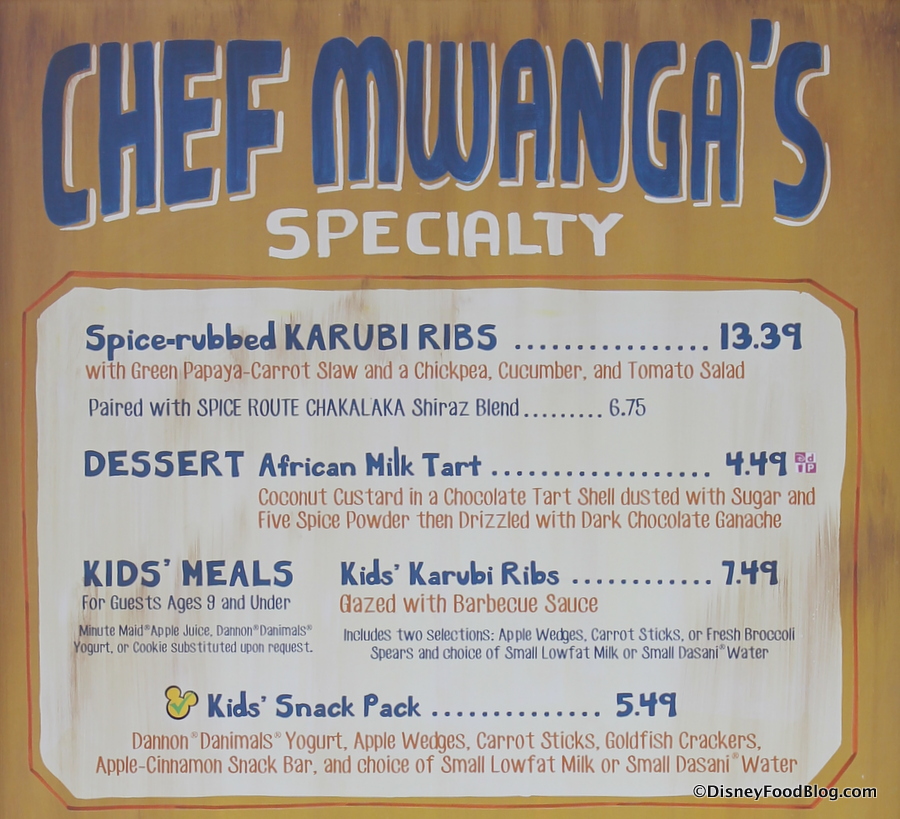 CHEF MWANGA'S
SPECIALTY
Spice-rubbed KARUBI RIBS ................ 13.39
with Green Papaya-Carrot Slaw and a Chickpea, Cucumber, and Tomato Salad
Paired with SPICE ROUTE CHAKALAKA Shiraz Blend......... 6.75
DESSERT African Milk Tart .................. 4.49
Coconut Custard in a Chocolate Tart Shell dusted with Sugar and
Five Spice Powder then Drizzled with Dark Chocolate Ganache
KIDS' MEALS Kids' Karubi Ribs ............ 7.49
For Guests Ages 9 and Under Glazed with Barbecue Sauce
Minute Maid® Apple Juice, Dannon® Danimals®
Yogurt, or Cookie substituted upon request.
Includes two selections: Apple Wedges, Carrot Sticks, or Fresh Broccoli
Spears and choice of Small Lowfat Milk or Small Dasani® Water
Kids' Snack Pack .............. 5.49
Dannon® Danimals® Yogurt, Apple Wedges, Carrot Sticks, Goldfish Crackers,
Apple-Cinnamon Snack Bar, and choice of Small Lowfat Milk or Small Dasani® Water
©DisneyFoodBlog.com